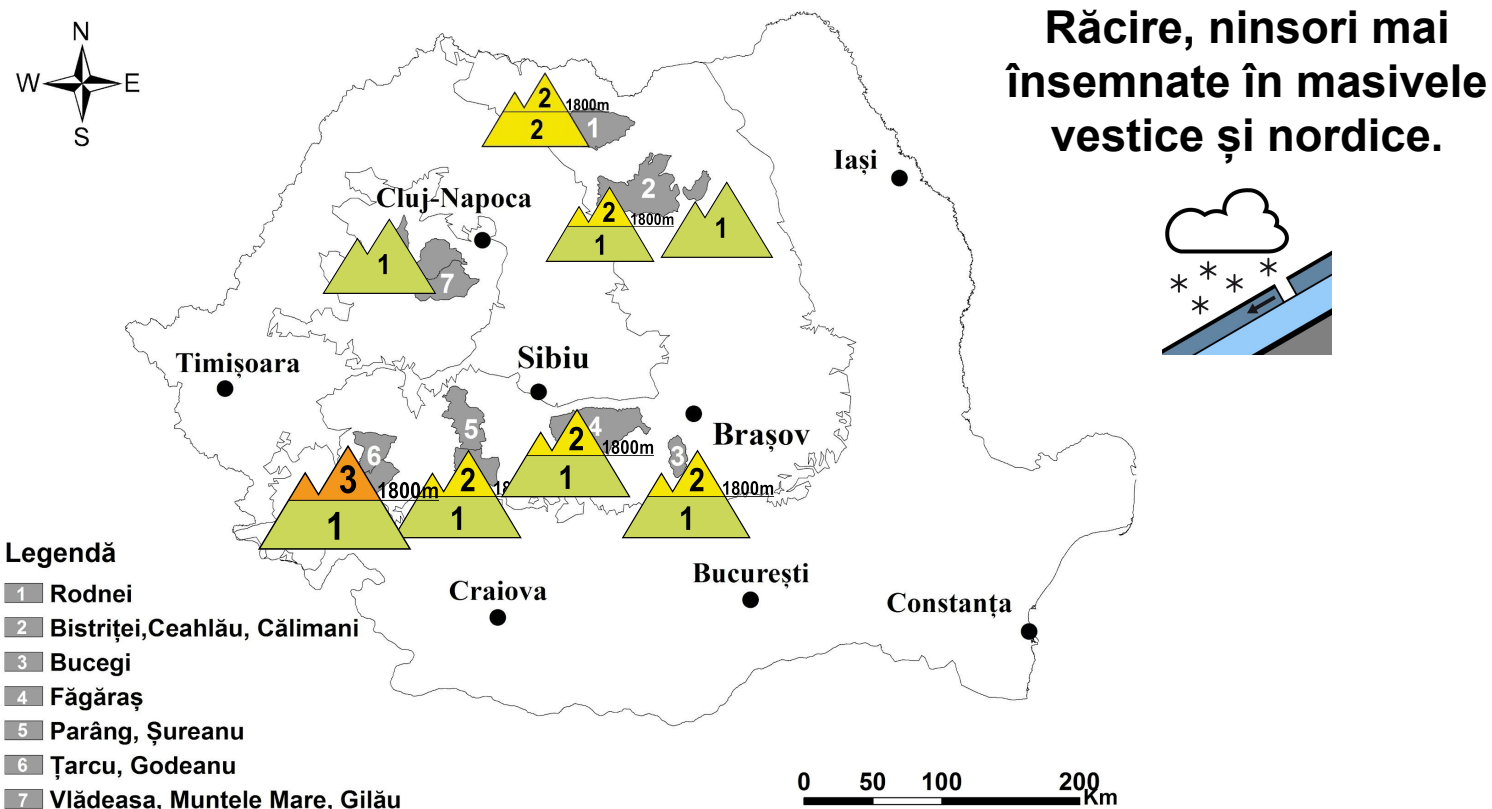 Răcire, ninsori mai
însemnate în masivele
vestice și nordice.
N
W E
S
2 1800m
2 1
Iași
Cluj-Napoca
2
2 1800m
1
1
1
7
Timișoara
Sibiu
5
4
2 1800m
1
Brașov
3
2 1800m
1
6
3 1800m
1
2 18
1
Craiova
București
Constanța
Legendă
1 Rodnei
2 Bistriței,Ceahlău, Călimani
3 Bucegi
4 Făgăraș
5 Parâng, Șureanu
6 Țarcu, Godeanu
7 Vlădeasa, Muntele Mare, Gilău
0 50 100 200
Km